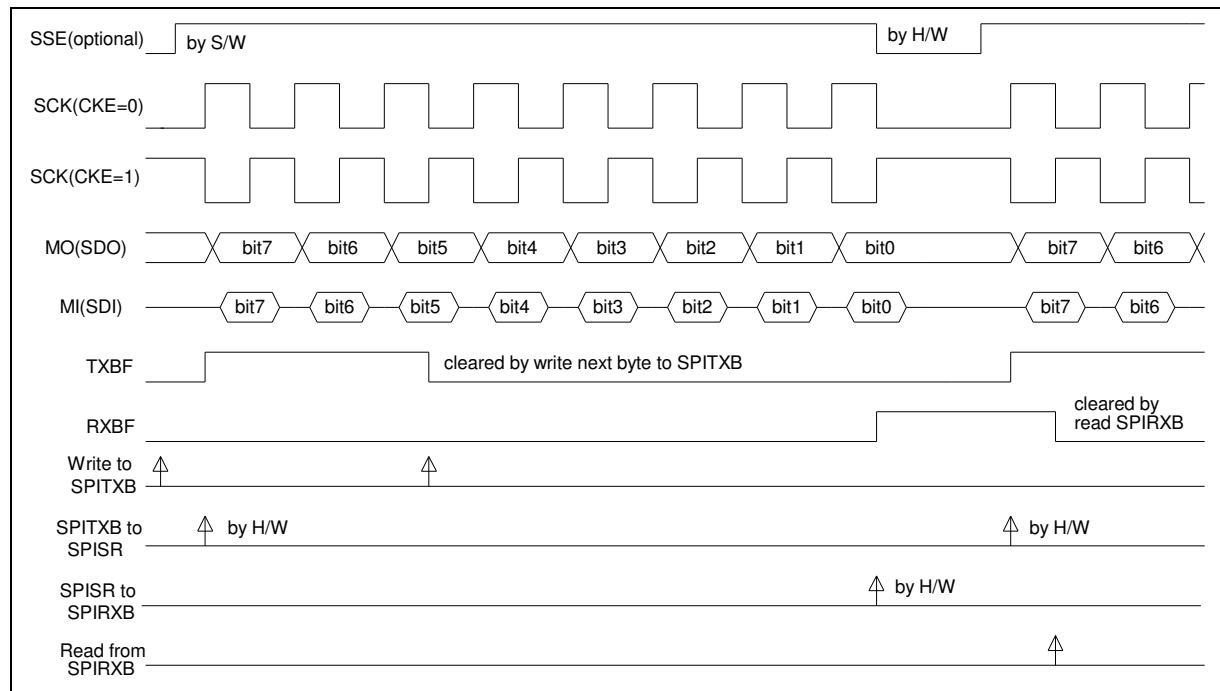 SSE(optional)
by S/W
by H/W
SCK(CKE=0)
SCK(CKE=1)
MO(SDO)
bit7 bit6 bit5 bit4 bit3 bit2 bit1 bit0 bit7 bit6
MI(SDI)
bit7 bit6 bit5 bit4 bit3 bit2 bit1 bit0 bit7 bit6
TXBF
cleared by write next byte to SPITXB
RXBF
cleared by
read SPIRXB
Write to
SPITXB
SPITXB to
SPISR
by H/W
by H/W
SPISR to
SPIRXB
by H/W
Read from
SPIRXB